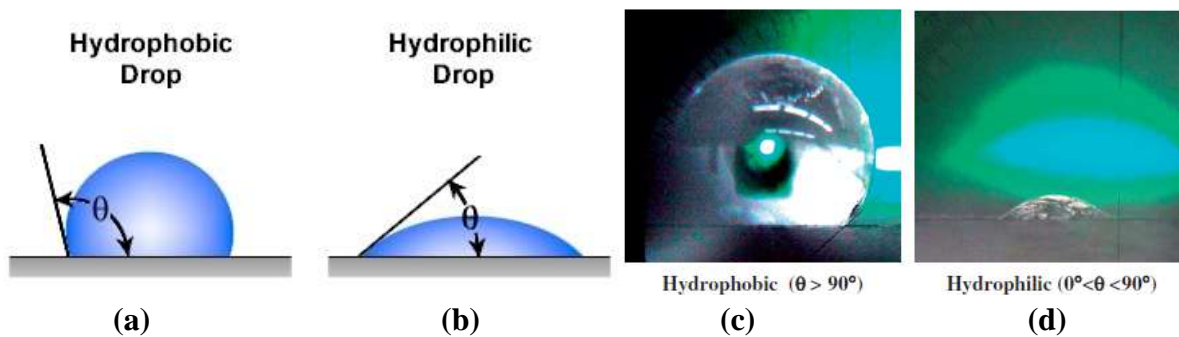 Hydrophobic
Drop
θ
(a)
Hydrophilic
Drop
θ
(b)
Hydrophobic (θ > 90°)
(c)
Hydrophilic (0°<θ <90°)
(d)